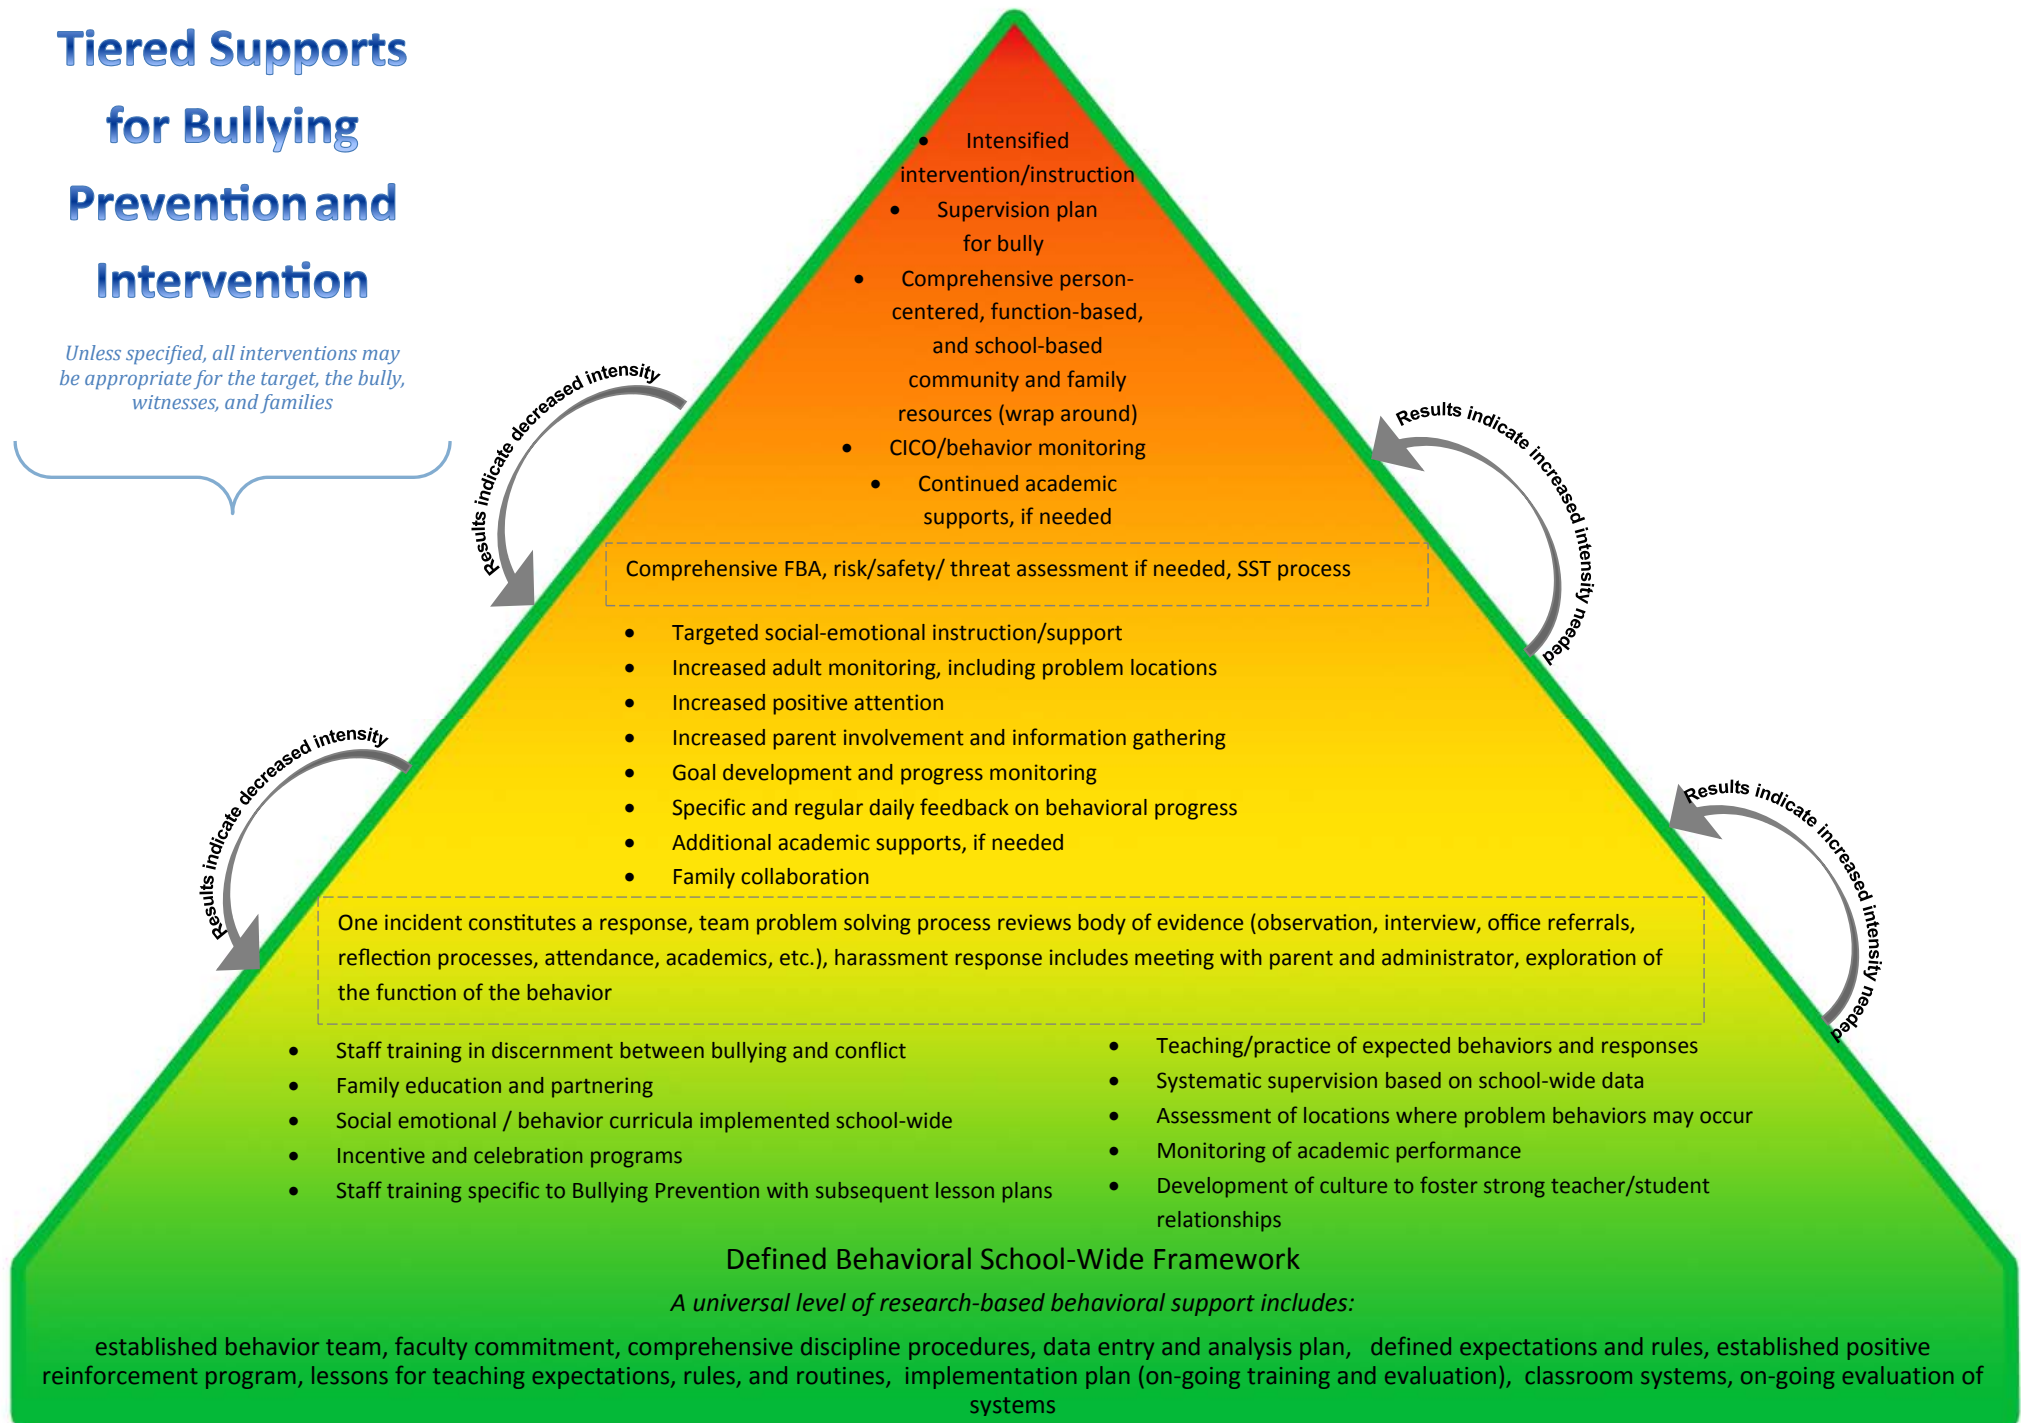 Tiered Supports
for Bullying
Prevention and
Intervention
Unless specified, all interventions may
be appropriate for the target, the bully,
witnesses, and families
• Intensified
intervention/instruction
• Supervision plan
for bully
• Comprehensive person-
centered, function-based,
and school-based
community and family
resources (wrap around)
• CICO/behavior monitoring
• Continued academic
supports, if needed
Results indicate decreased intensity
Results indicate increased intensity needed
Comprehensive FBA, risk/safety/ threat assessment if needed, SST process
• Targeted social-emotional instruction/support
• Increased adult monitoring, including problem locations
• Increased positive attention
• Increased parent involvement and information gathering
• Goal development and progress monitoring
• Specific and regular daily feedback on behavioral progress
• Additional academic supports, if needed
• Family collaboration
Results indicate decreased intensity
Results indicate increased intensity needed
One incident constitutes a response, team problem solving process reviews body of evidence (observation, interview, office referrals,
reflection processes, attendance, academics, etc.), harassment response includes meeting with parent and administrator, exploration of
the function of the behavior
• Staff training in discernment between bullying and conflict
• Family education and partnering
• Social emotional / behavior curricula implemented school-wide
• Incentive and celebration programs
• Staff training specific to Bullying Prevention with subsequent lesson plans
• Teaching/practice of expected behaviors and responses
• Systematic supervision based on school-wide data
• Assessment of locations where problem behaviors may occur
• Monitoring of academic performance
• Development of culture to foster strong teacher/student
relationships
Defined Behavioral School-Wide Framework
A universal level of research-based behavioral support includes:
established behavior team, faculty commitment, comprehensive discipline procedures, data entry and analysis plan, defined expectations and rules, established positive
reinforcement program, lessons for teaching expectations, rules, and routines, implementation plan (on-going training and evaluation), classroom systems, on-going evaluation of
systems